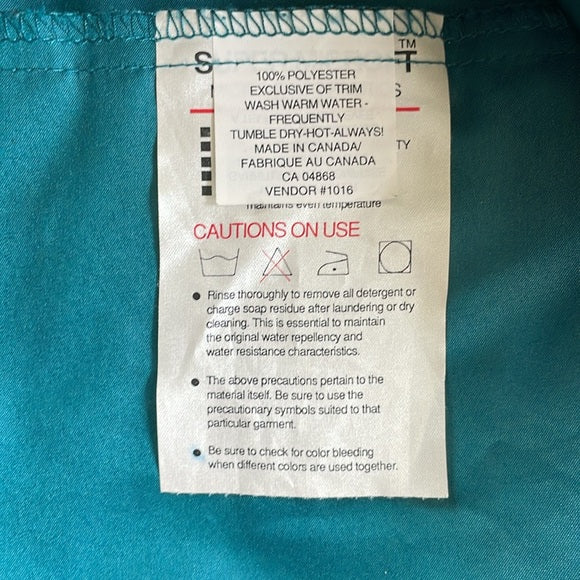 S T™
100% POLYESTER
EXCLUSIVE OF TRIM
WASH WARM WATER -
FREQUENTLY
TUMBLE DRY-HOT-ALWAYS!
MADE IN CANADA/
FABRIQUE AU CANADA
CA 04868
VENDOR #1016
TY
maintains even temperature
CAUTIONS ON USE
• Rinse thoroughly to remove all detergent or
charge soap residue after laundering or dry
cleaning. This is essential to maintain
the original water repellency and
water resistance characteristics.
• The above precautions pertain to the
material itself. Be sure to use the
precautionary symbols suited to that
particular garment.
• Be sure to check for color bleeding
when different colors are used together.